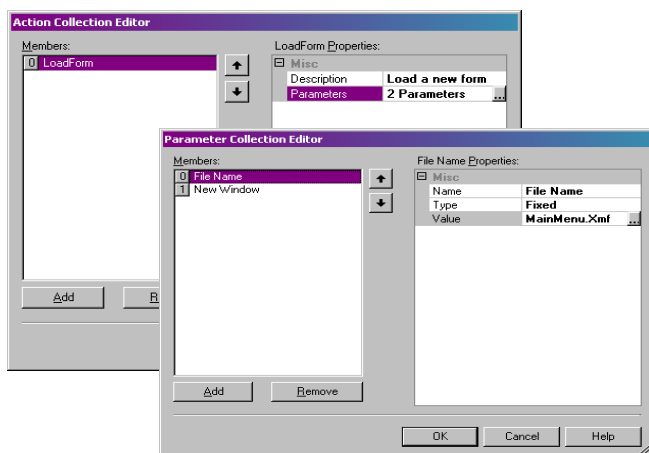 Action Collection Editor
Members:
LoadForm Properties:
0 LoadForm
Misc
Description Load a new form
Parameters 2 Parameters ...
Add
R
Parameter Collection Editor
Members:
File Name Properties:
0 File Name
1 New Window
Misc
Name File Name
Type Fixed
Value MainMenu.Xmf ...
Add
Remove
OK
Cancel
Help